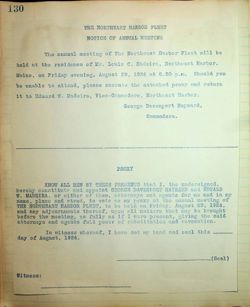 130
THE NORTHEAST HARBOR FLEET
NOTICE OF ANNUAL MEETING
The annual meeting of The Northeast Harbor Fleet will be
held at the residence of Mr. Louis C. Madeira, Northeast Harbor,
Maine, on Friday evening, August 29, 1924 at 8.30 p.m. Should you
be unable to attend, please execute the attached proxy and return
it to Edward W. Madeira, Vice-Commodore, Northeast Harbor.
George Davenport Hayward,
Commodore.
PROXY
KNOW ALL MEN BY THESE PRESENTS that I, the undersigned,
hereby constitute and appoint GEORGE DAVENPORT HAYWARD and EDWARD
W. MADEIRA, or either of them, attorneys and agents for me and in my
name, place and stead, to vote as my proxy at the annual meeting of
THE NORTHEAST HARBOR FLEET, to be held on Friday, August 29, 1924,
and any adjournments thereof, upon all matters that may be brought
before the meeting, as fully as if I were present, giving the said
attorneys and agents full power of substitution and revocation.
In witness whereof, I have set my hand and seal this
day of August, 1924.
(Seal)
Witness: